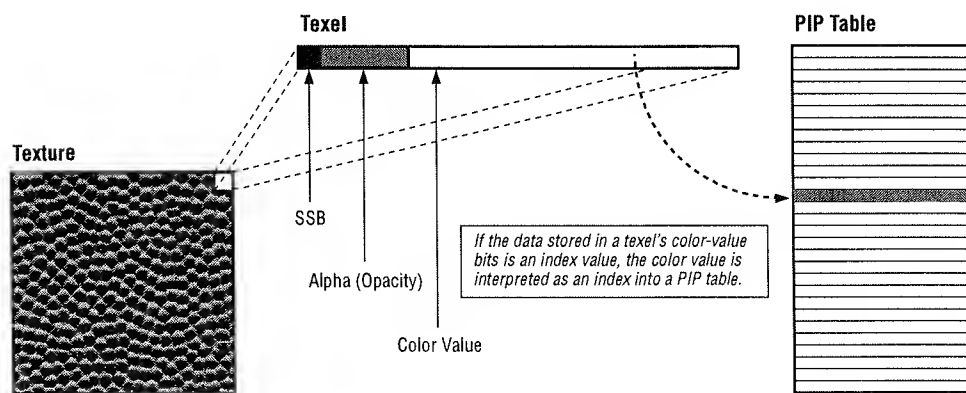 Texel
PIP Table
Texture
SSB
Alpha (Opacity)
Color Value
If the data stored in a texel's color-value
bits is an index value, the color value is
interpreted as an index into a PIP table.